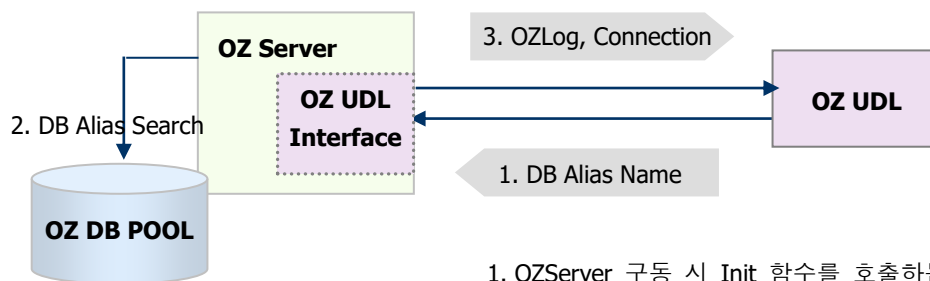 OZ Server
3. OZLog, Connection
OZ UDL
Interface
OZ UDL
2. DB Alias Search
1. DB Alias Name
OZ DB POOL
1. OZServer 구동 시 Init 함수를 호출하는